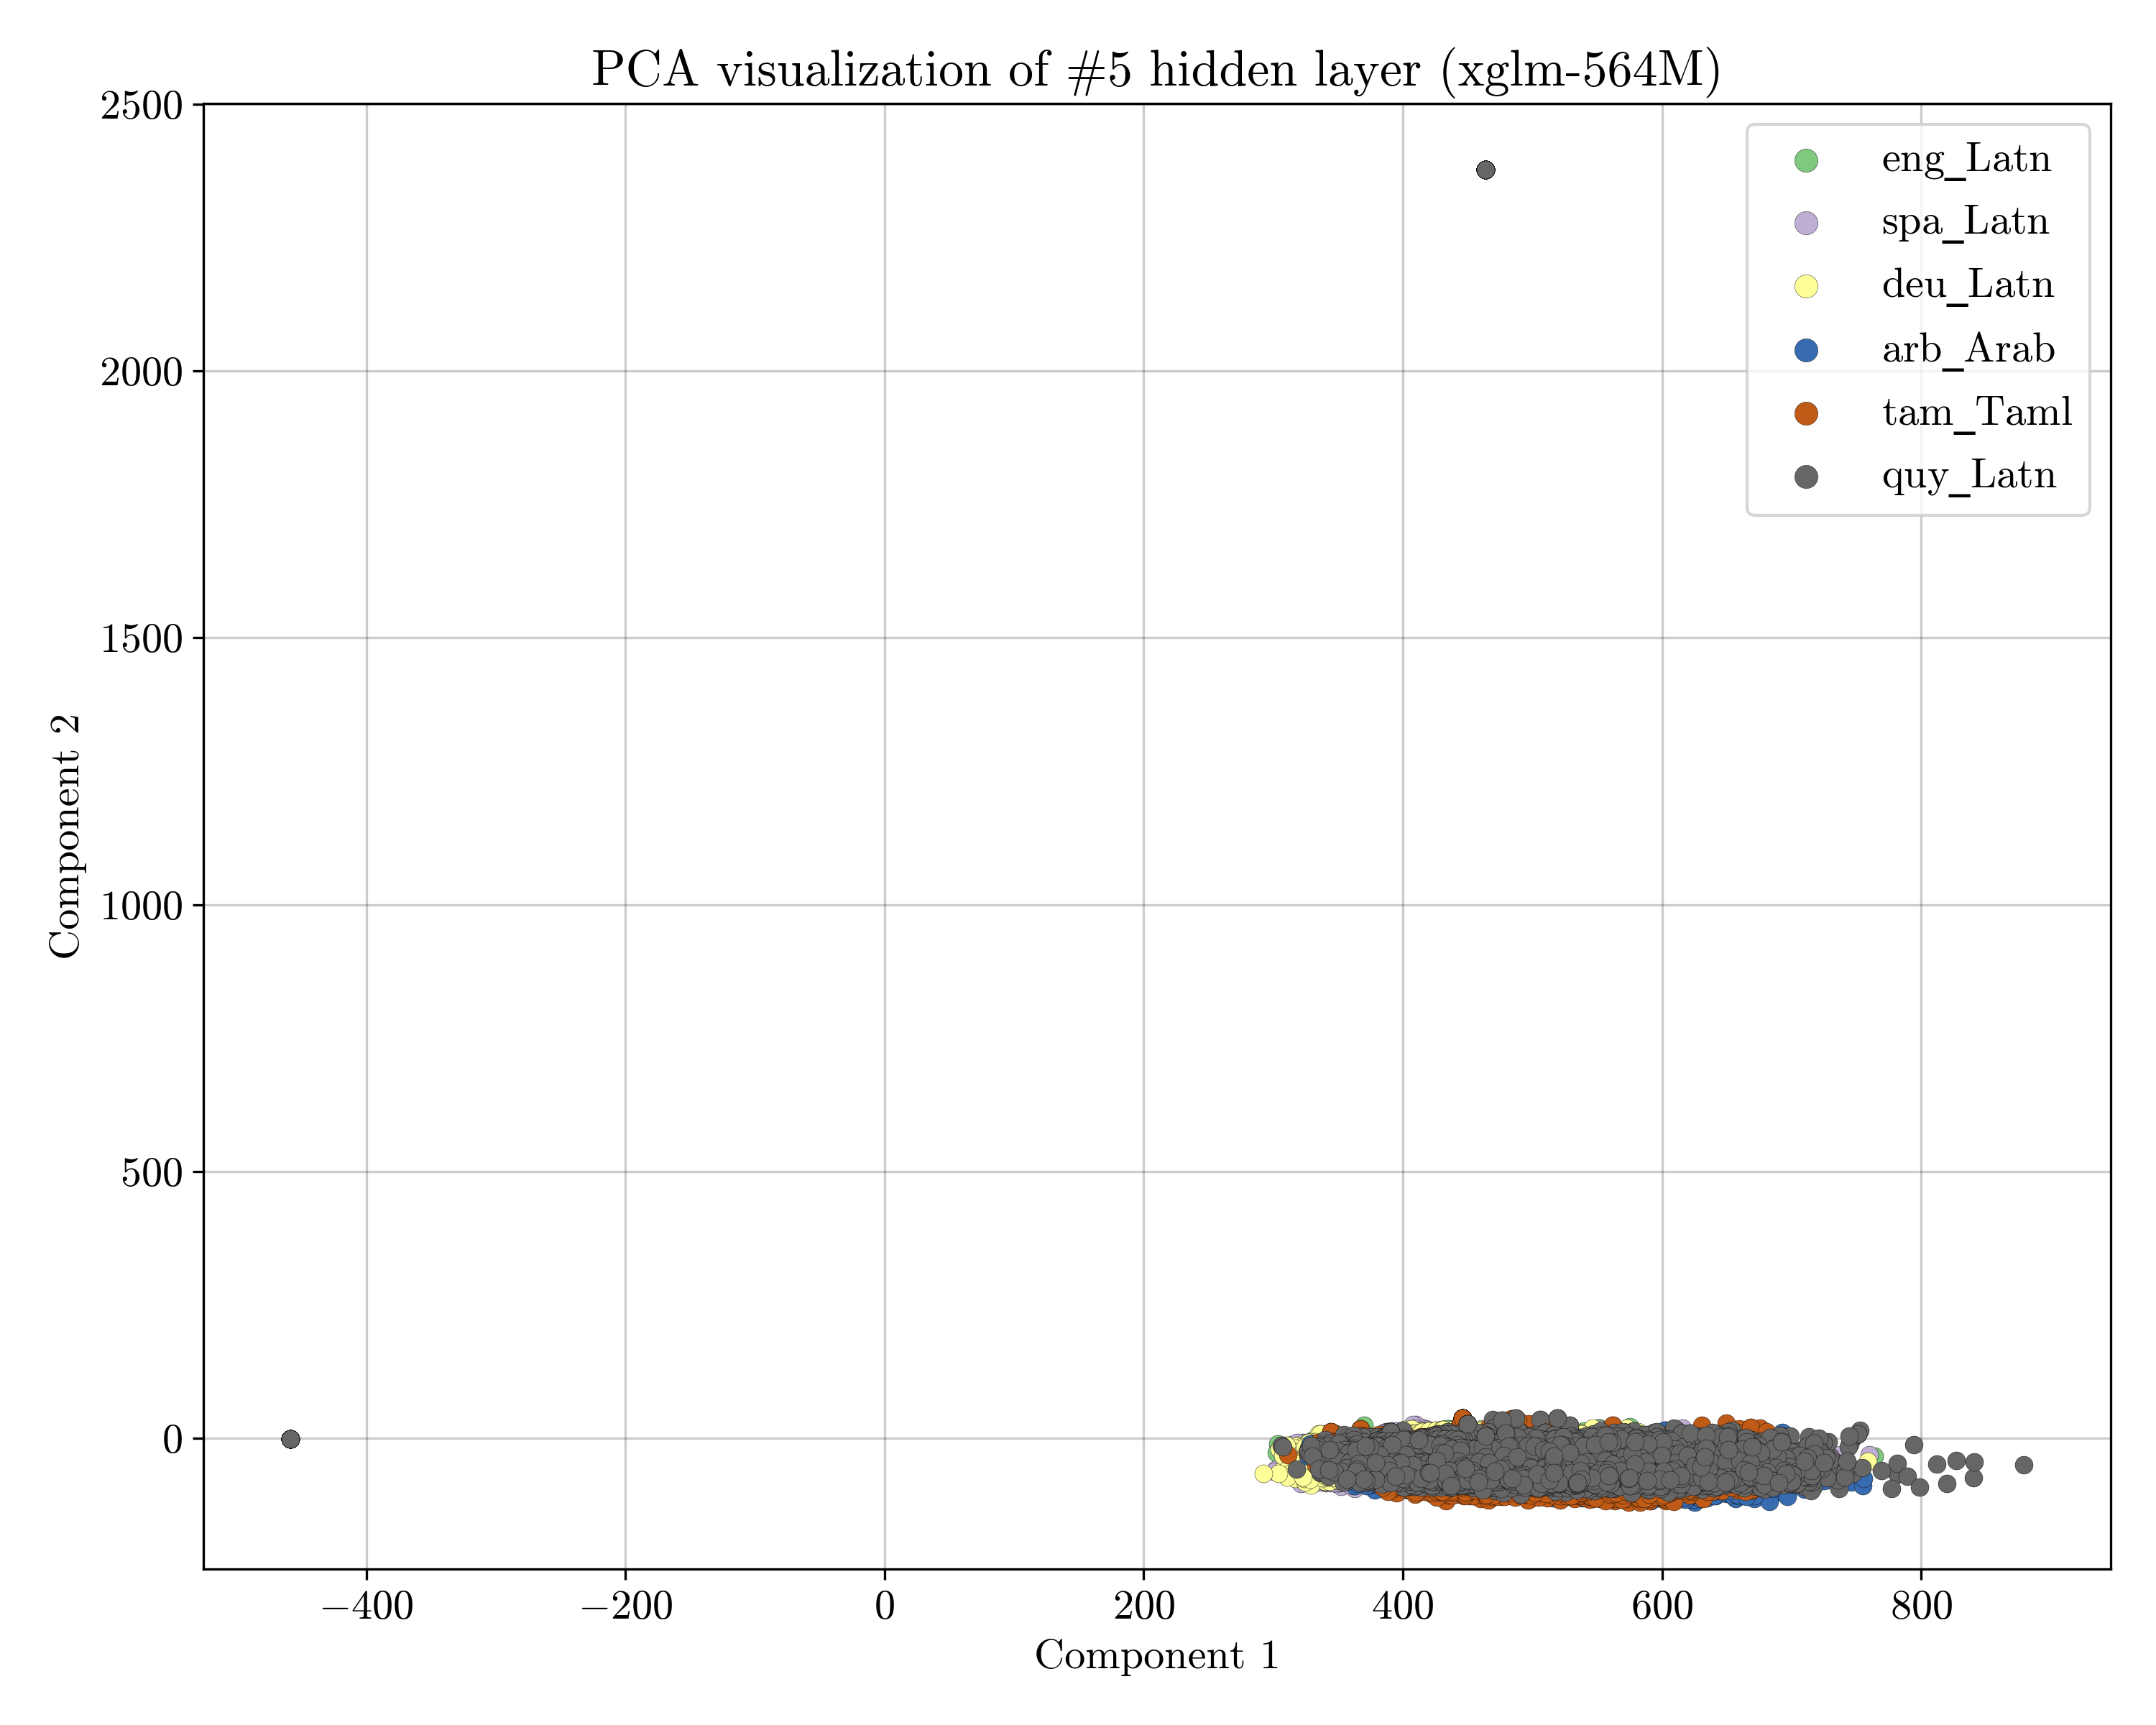 PCA visualization of #5 hidden layer (xglm-564M)
2500
2000
1500
1000
500
0
Component 2
eng_Latn
spa_Latn
deu_Latn
arb_Arab
tam_Taml
quy_Latn
−400 −200 0 200 400 600 800
Component 1